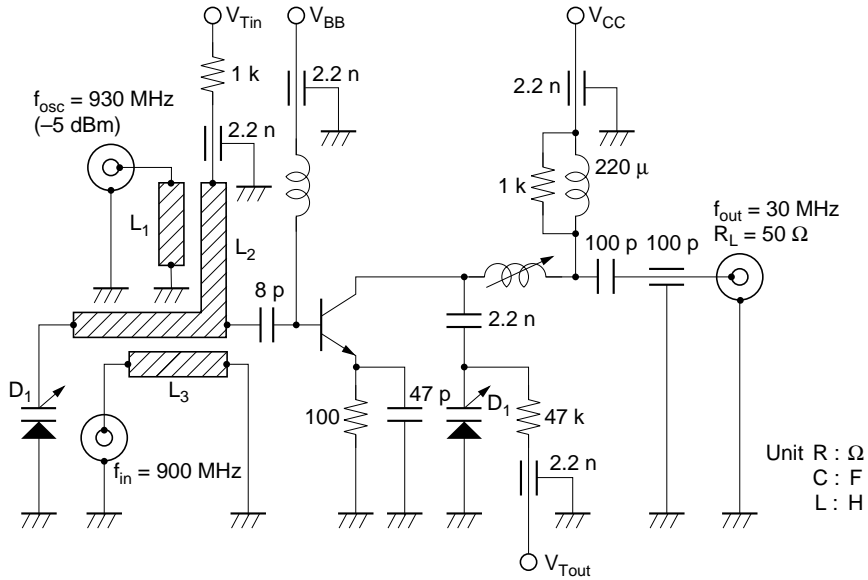 V_Tin
V_BB
V_CC
1 k
2.2 n
2.2 n
f_osc = 930 MHz
(–5 dBm)
2.2 n
220 μ
1 k
L_1
L_2
f_out = 30 MHz
R_L = 50 Ω
100 p 100 p
8 p
2.2 n
D_1
L_3
47 p
D_1
100
47 k
f_in = 900 MHz
2.2 n
Unit R : Ω
C : F
L : H
V_Tout